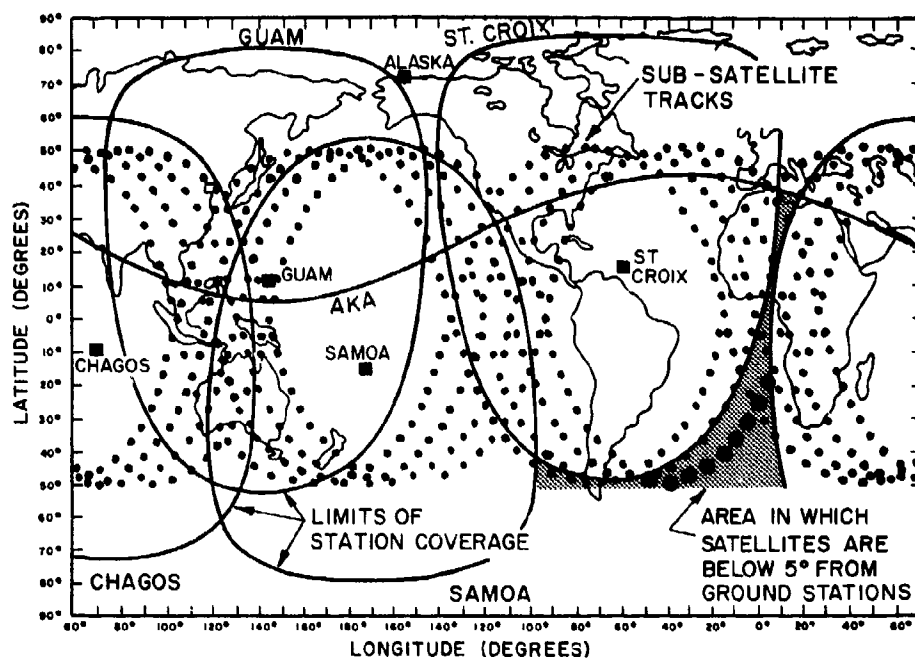 GUAM
ST. CROIX
ALASKA
SUB-SATELLITE
TRACKS
90°
80°
70°
60°
50°
40°
30°
20°
10°
0°
10°
20°
30°
40°
50°
60°
70°
80°
90°
LATITUDE (DEGREES)
GUAM
ST
CROIX
AKA
CHAGOS
SAMOA
LIMITS OF
STATION COVERAGE
AREA IN WHICH
SATELLITES ARE
BELOW 5° FROM
GROUND STATIONS
CHAGOS
SAMOA
80° 100° 120° 140° 160° 180° 160° 140° 120° 100° 80° 60° 40° 20° 0° 20° 40°
LONGITUDE (DEGREES)